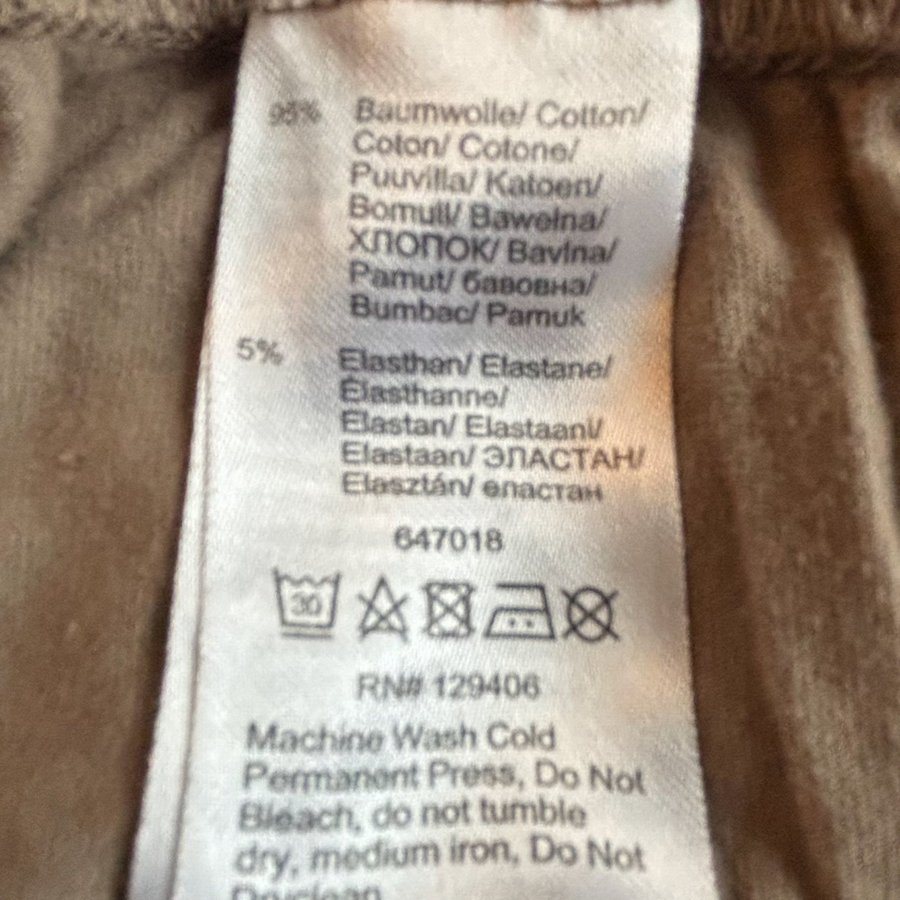 95% Baumwolle/ Cotton/
Coton/ Cotone/
Puuvilla/ Katoen/
Bomull/ Bawełna/
ХЛОПОК/ Bavlna/
Pamut/ бавовна/
Bumbac/ Pamuk
5% Elasthan/ Elastane/
Élasthanne/
Elastan/ Elastaani/
Elastaan/ ЭЛАСТАН/
Elasztán/ еластан
647018
30
RN# 129406
Machine Wash Cold
Permanent Press, Do Not
Bleach, do not tumble
dry, medium iron, Do Not
Dryclean